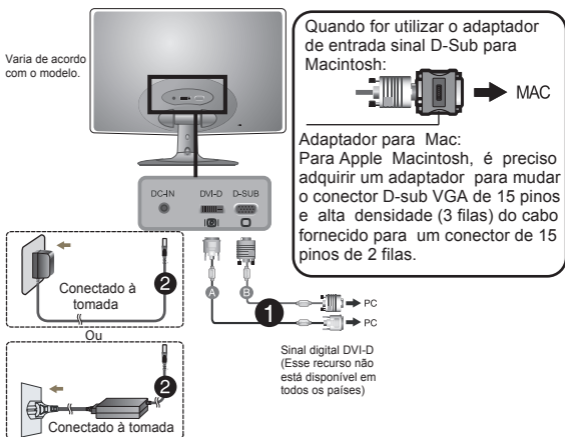 Varia de acordo
com o modelo.
Quando for utilizar o adaptador
de entrada sinal D-Sub para
Macintosh:
MAC
Adaptador para Mac:
Para Apple Macintosh, é preciso
adquirir um adaptador para mudar
o conector D-sub VGA de 15 pinos
e alta densidade (3 filas) do cabo
fornecido para um conector de 15
pinos de 2 filas.
DC-IN DVI-D D-SUB
Conectado à
tomada
2
Ou
2
Conectado à tomada
A B
1
PC
PC
Sinal digital DVI-D
(Esse recurso não
está disponível em
todos os países)